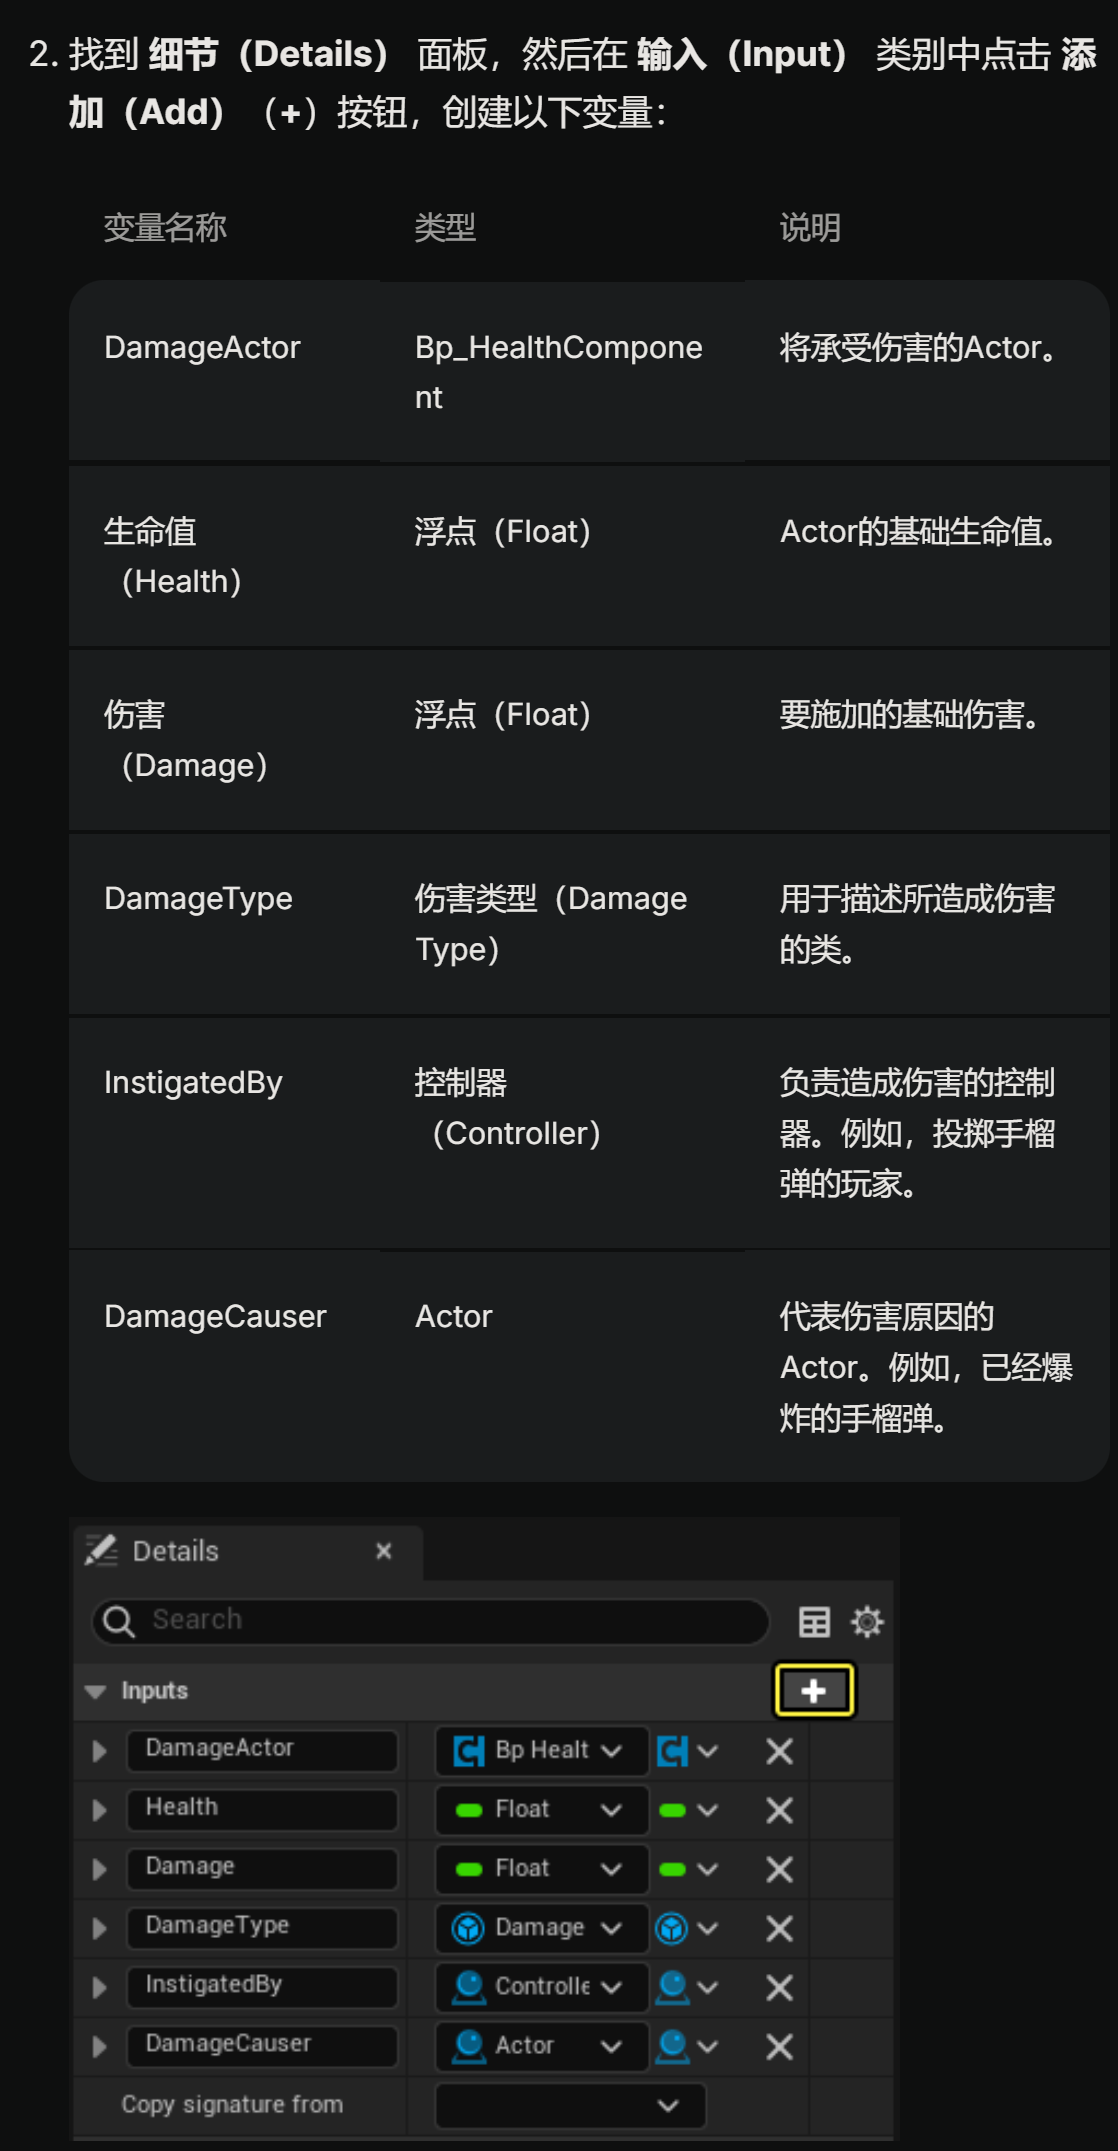 2. 找到 细节（Details） 面板，然后在 输入（Input） 类别中点击 添
加（Add）（+）按钮，创建以下变量：
变量名称 类型 说明
DamageActor Bp_HealthCompone 将承受伤害的Actor。
nt
生命值 浮点（Float） Actor的基础生命值。
（Health）
伤害 浮点（Float） 要施加的基础伤害。
（Damage）
DamageType 伤害类型（Damage 用于描述所造成伤害
Type） 的类。
InstigatedBy 控制器 负责造成伤害的控制
（Controller） 器。例如，投掷手榴
弹的玩家。
DamageCauser Actor 代表伤害原因的
Actor。例如，已经爆
炸的手榴弹。
Details
Search
Inputs
DamageActor Bp Healt
Health Float
Damage Float
DamageType Damage
InstigatedBy Controlle
DamageCauser Actor
Copy signature from